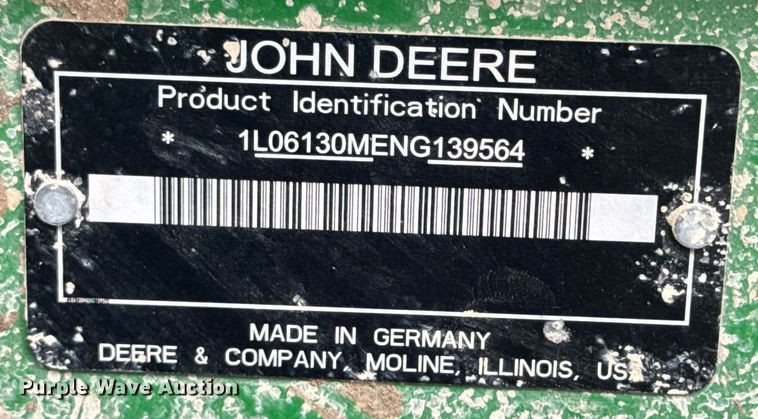 JOHN DEERE
Product Identification Number
* 1L06130MENG139564 *
MADE IN GERMANY
DEERE & COMPANY, MOLINE, ILLINOIS, US
Purple Wave Auction